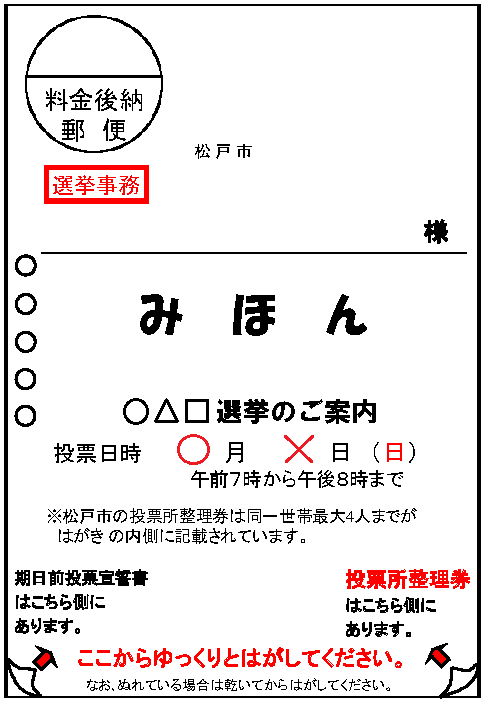 料金後納
郵便
松戸市
選挙事務
様
みほん
○△□選挙のご案内
投票日時 ○月 ×日（日）
午前7時から午後8時まで
※松戸市の投票所整理券は同一世帯最大4人までが
はがきの内側に記載されています。
期日前投票宣誓書
はこちら側に
あります。
投票所整理券
はこちら側に
あります。
ここからゆっくりとはがしてください。
なお、ぬれている場合は乾いてからはがしてください。